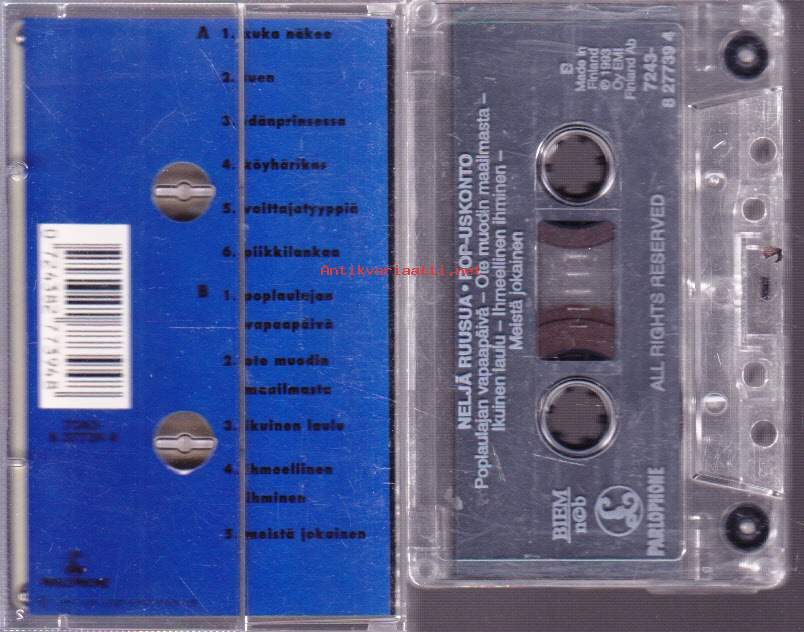 A 1. kuka näkee
2. suen
3. idänprinsessa
4. köyhärikas
5. voittajatyyppiä
6. piikkilankaa
B 1. poplaulajan
vapaapäivä
2. ote muodin
maailmasta
3. ikuinen laulu
4. ihmeellinen
ihminen
5. meistä jokainen
PARLOPHONE
Antikvariaatti.net
NELJÄ RUUSUA • POP-USKONTO
Poplaulajan vapaapäivä – Ote muodin maailmasta –
Ikuinen laulu – Ihmeellinen ihminen –
Meistä jokainen
B
Made in
Finland
℗ 1993
Oy EMI
Finland Ab
7243-
8 27739 4
ALL RIGHTS RESERVED
BIEM
n©b
PARLOPHONE